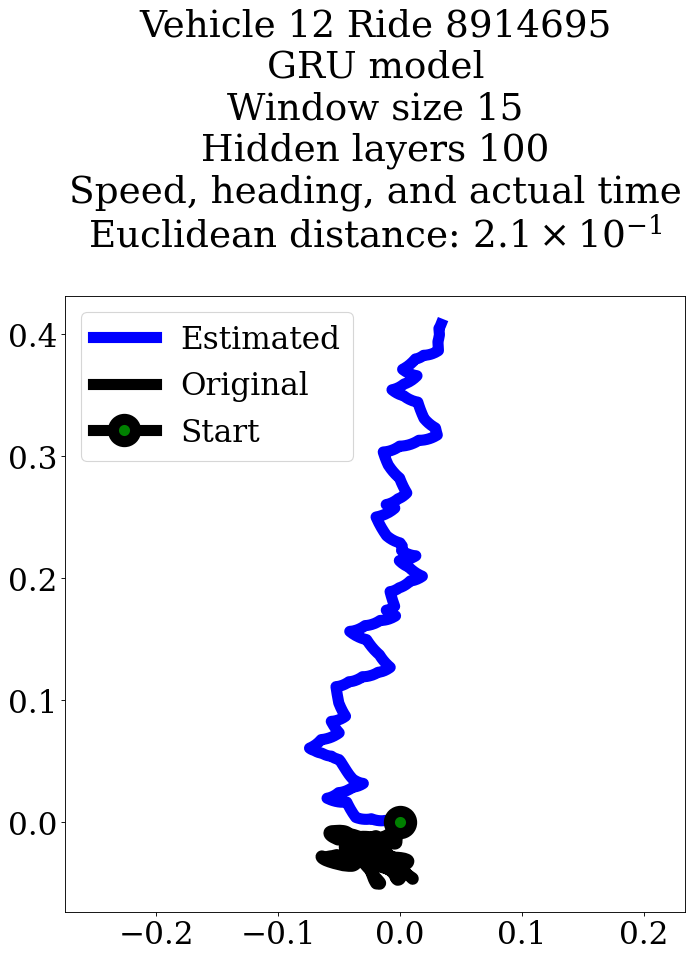 Vehicle 12 Ride 8914695
GRU model
Window size 15
Hidden layers 100
Speed, heading, and actual time
Euclidean distance: 2.1 × 10⁻¹
Estimated
Original
Start
0.4
0.3
0.2
0.1
0.0
−0.2
−0.1
0.0
0.1
0.2